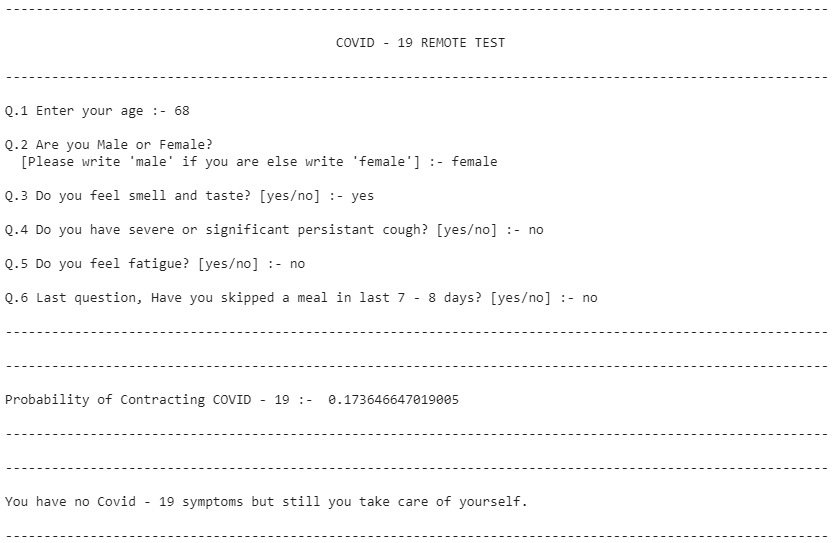 COVID - 19 REMOTE TEST
Q.1 Enter your age :- 68
Q.2 Are you Male or Female?
[Please write 'male' if you are else write 'female'] :- female
Q.3 Do you feel smell and taste? [yes/no] :- yes
Q.4 Do you have severe or significant persistant cough? [yes/no] :- no
Q.5 Do you feel fatigue? [yes/no] :- no
Q.6 Last question, Have you skipped a meal in last 7 - 8 days? [yes/no] :- no
Probability of Contracting COVID - 19 :-  0.173646647019005
You have no Covid - 19 symptoms but still you take care of yourself.